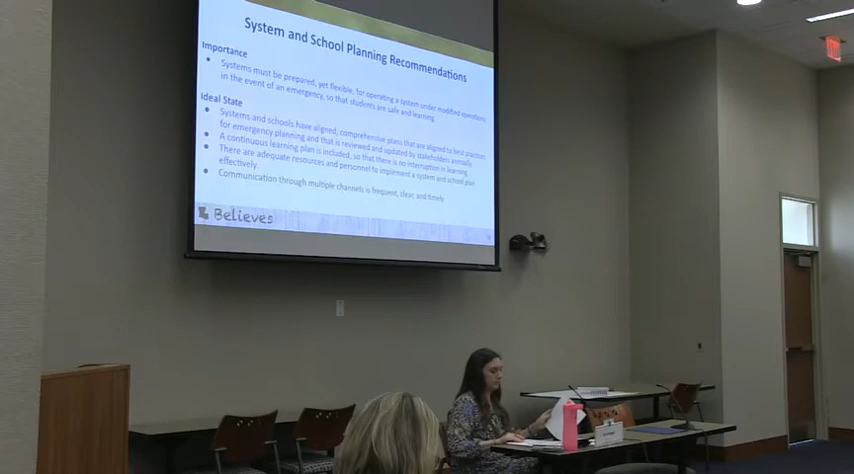 System and School Planning Recommendations
Importance
• Systems must be prepared, yet flexible, for operating a system under modified operations
in the event of an emergency, so that students are safe and learning
Ideal State
• Systems and schools have aligned, comprehensive plans that are aligned to best practices
for emergency planning and that is reviewed and updated by stakeholders annually.
• A continuous learning plan is included, so that there is no interruption in learning.
• There are adequate resources and personnel to implement a system and school plan
effectively.
• Communication through multiple channels is frequent, clear, and timely
Believes